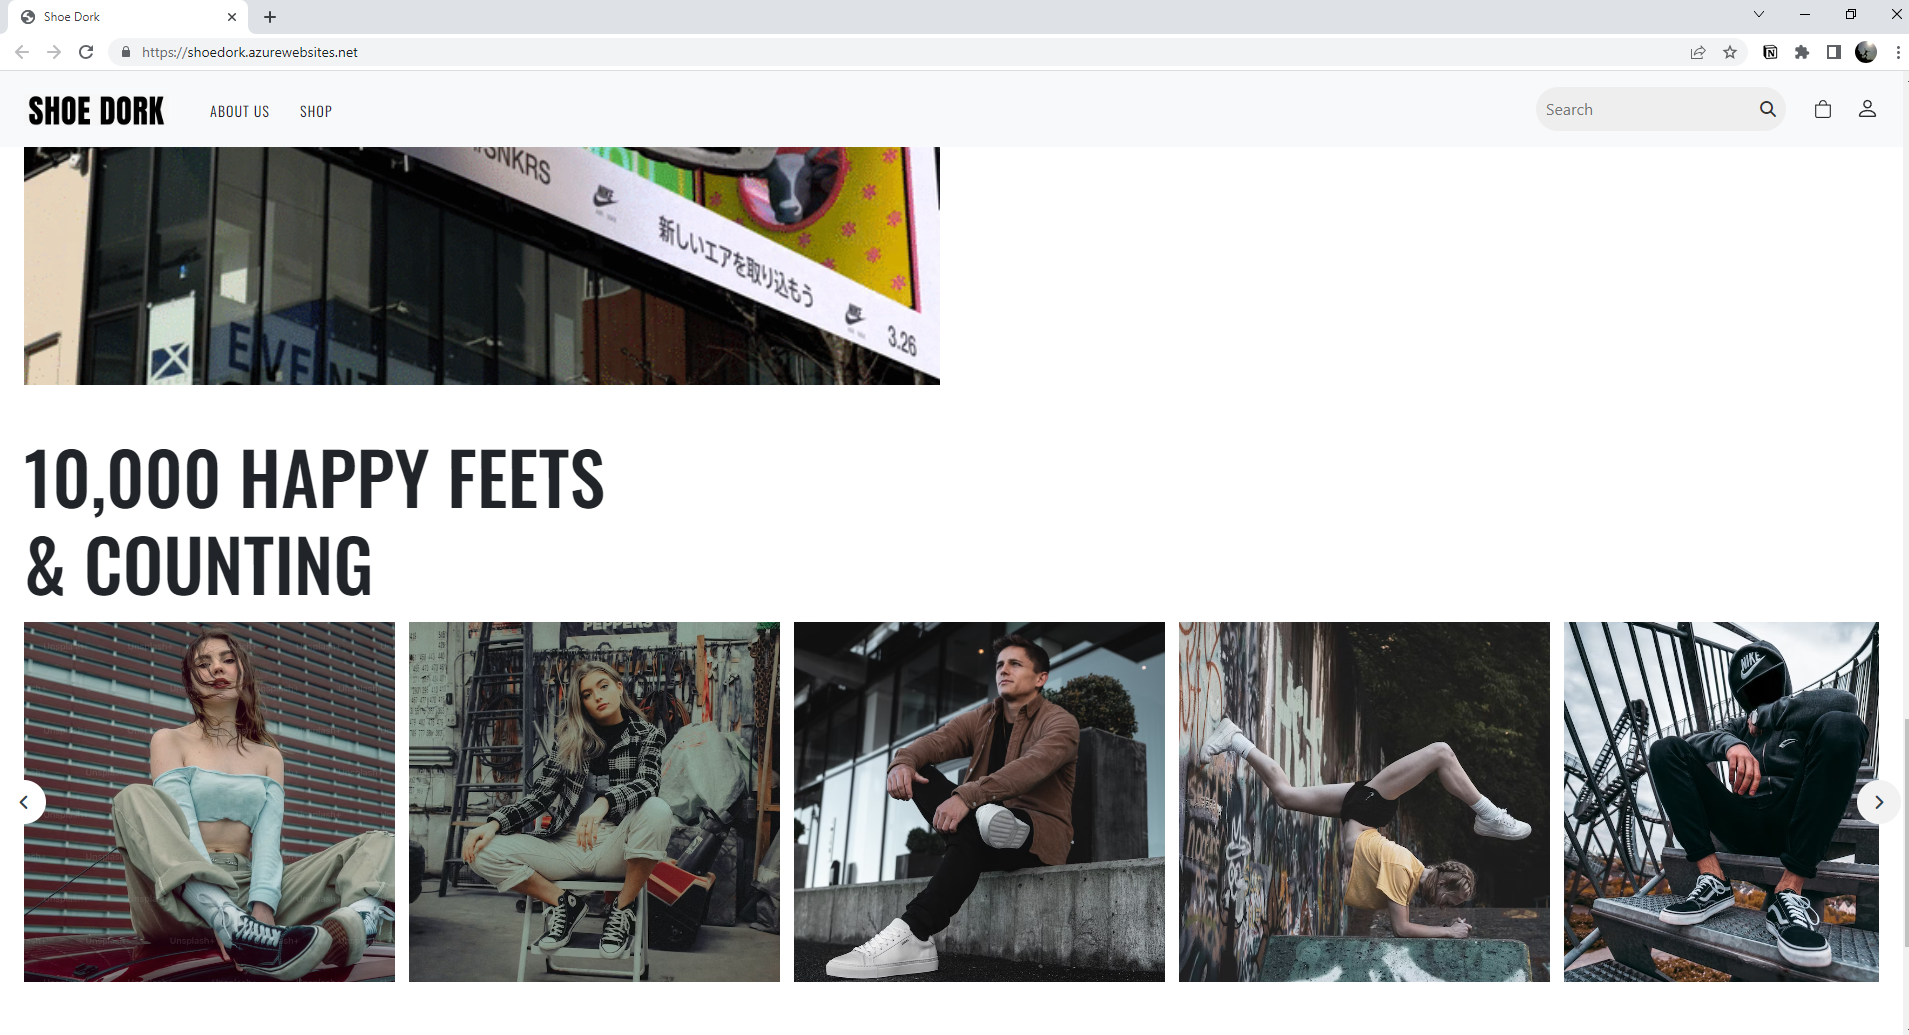 Shoe Dork
https://shoedork.azurewebsites.net
SHOE DORK
ABOUT US
SHOP
Search
/SNKRS
新しいエアを取り込もう
3.26
EVENT
10,000 HAPPY FEETS
& COUNTING
PEPPERS
NIKE
Unsplash+